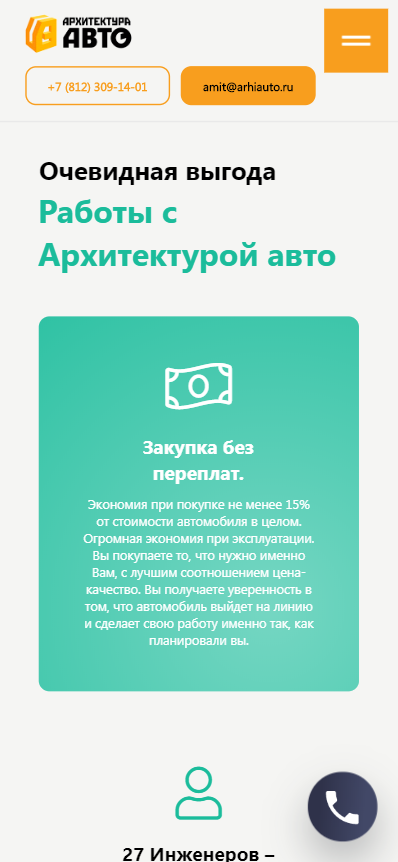 АРХИТЕКТУРА
АВТО
+7 (812) 309-14-01
amit@arhiauto.ru
Очевидная выгода
Работы с
Архитектурой авто
Закупка без
переплат.
Экономия при покупке не менее 15%
от стоимости автомобиля в целом.
Огромная экономия при эксплуатации.
Вы покупаете то, что нужно именно
Вам, с лучшим соотношением цена-
качество. Вы получаете уверенность в
том, что автомобиль выйдет на линию
и сделает свою работу именно так, как
планировали вы.
27 Инженеров –